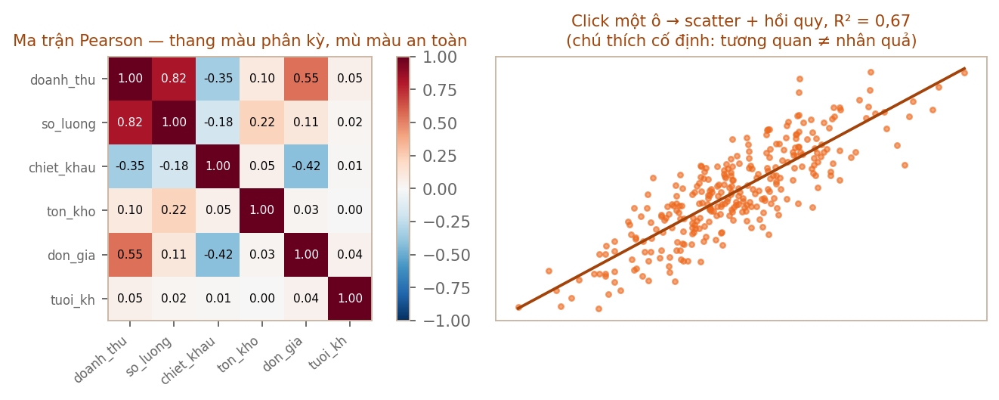 Ma trận Pearson — thang màu phân kỳ, mù màu an toàn
doanh_thu 1.00 0.82 -0.35 0.10 0.55 0.05
so_luong 0.82 1.00 -0.18 0.22 0.11 0.02
chiet_khau -0.35 -0.18 1.00 0.05 -0.42 0.01
ton_kho 0.10 0.22 0.05 1.00 0.03 0.00
don_gia 0.55 0.11 -0.42 0.03 1.00 0.04
tuoi_kh 0.05 0.02 0.01 0.00 0.04 1.00
doanh_thu so_luong chiet_khau ton_kho don_gia tuoi_kh
1.00
0.75
0.50
0.25
0.00
−0.25
−0.50
−0.75
−1.00
Click một ô → scatter + hồi quy, R² = 0,67
(chú thích cố định: tương quan ≠ nhân quả)